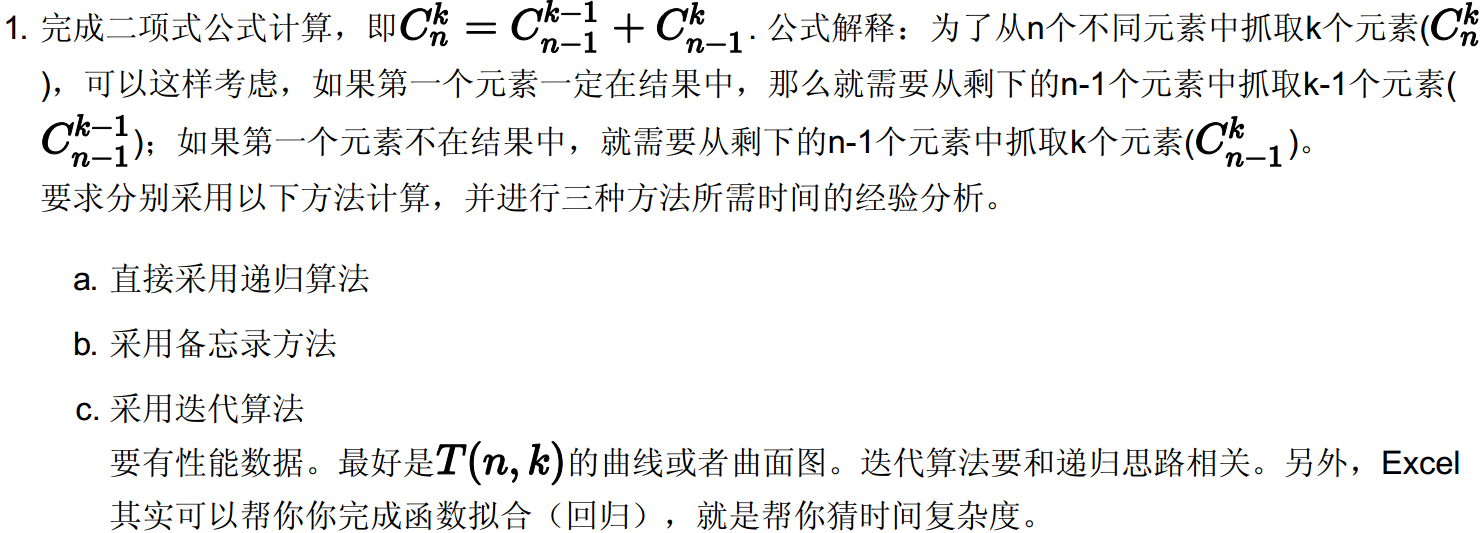 1. 完成二项式公式计算，即$C_n^k = C_{n-1}^{k-1} + C_{n-1}^k$. 公式解释：为了从n个不同元素中抓取k个元素($C_n^k$
)，可以这样考虑，如果第一个元素一定在结果中，那么就需要从剩下的n-1个元素中抓取k-1个元素(
$C_{n-1}^{k-1}$)；如果第一个元素不在结果中，就需要从剩下的n-1个元素中抓取k个元素($C_{n-1}^k$)。
要求分别采用以下方法计算，并进行三种方法所需时间的经验分析。
a. 直接采用递归算法
b. 采用备忘录方法
c. 采用迭代算法
要有性能数据。最好是$T(n, k)$的曲线或者曲面图。迭代算法要和递归思路相关。另外，Excel
其实可以帮你你完成函数拟合（回归），就是帮你猜时间复杂度。